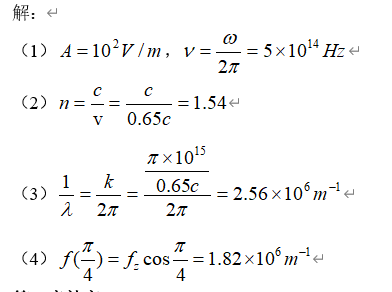 解：
（1）A = 10²V / m，ν = ω/2π = 5×10¹⁴ Hz
（2）n = c/v = c/0.65c = 1.54
（3）1/λ = k/2π = (π×10¹⁵/0.65c)/2π = 2.56×10⁶ m⁻¹
（4）f(π/4) = f_z cos π/4 = 1.82×10⁶ m⁻¹